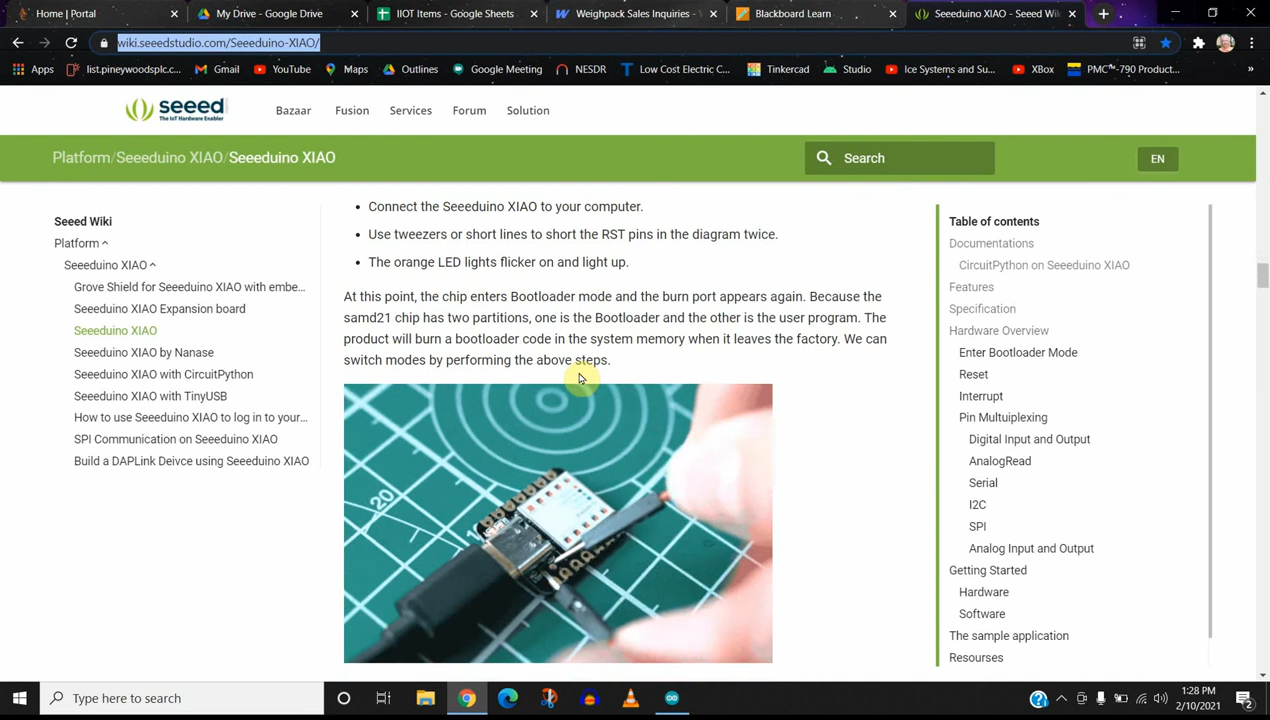 Home | Portal
My Drive - Google Drive
IIOT Items - Google Sheets
Weighpack Sales Inquiries -
Blackboard Learn
Seeeduino XIAO - Seeed Wi
wiki.seeedstudio.com/Seeeduino-XIAO/
Apps
list.pineywoodsplc.c...
Gmail
YouTube
Maps
Outlines
Google Meeting
NESDR
Low Cost Electric C...
Tinkercad
Studio
Ice Systems and Su...
XBox
PMC™-790 Product...
»
seeed
The IoT Hardware Enabler
Bazaar
Fusion
Services
Forum
Solution
Platform/Seeeduino XIAO/Seeeduino XIAO
Search
EN
Seeed Wiki
Platform
Seeeduino XIAO
Grove Shield for Seeeduino XIAO with embe...
Seeeduino XIAO Expansion board
Seeeduino XIAO
Seeeduino XIAO by Nanase
Seeeduino XIAO with CircuitPython
Seeeduino XIAO with TinyUSB
How to use Seeeduino XIAO to log in to your...
SPI Communication on Seeeduino XIAO
Build a DAPLink Deivce using Seeeduino XIAO
• Connect the Seeeduino XIAO to your computer.
• Use tweezers or short lines to short the RST pins in the diagram twice.
• The orange LED lights flicker on and light up.
At this point, the chip enters Bootloader mode and the burn port appears again. Because the
samd21 chip has two partitions, one is the Bootloader and the other is the user program. The
product will burn a bootloader code in the system memory when it leaves the factory. We can
switch modes by performing the above steps.
20
Table of contents
Documentations
CircuitPython on Seeeduino XIAO
Features
Specification
Hardware Overview
Enter Bootloader Mode
Reset
Interrupt
Pin Multuiplexing
Digital Input and Output
AnalogRead
Serial
I2C
SPI
Analog Input and Output
Getting Started
Hardware
Software
The sample application
Resourses
Type here to search
1:28 PM
2/10/2021
2